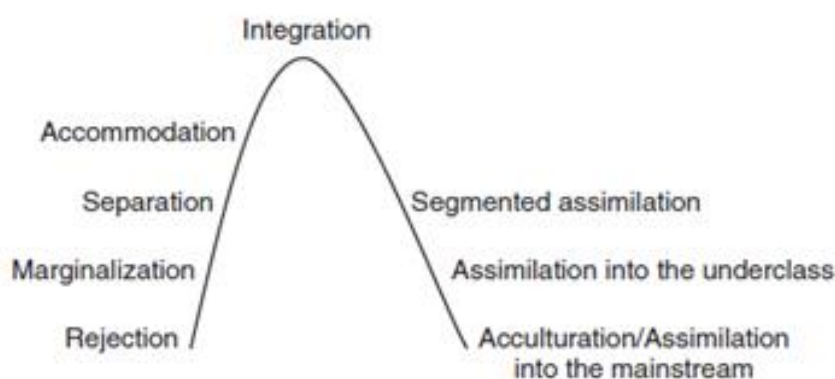 Integration
Accommodation
Separation
Segmented assimilation
Marginalization
Assimilation into the underclass
Rejection
Acculturation/Assimilation
into the mainstream